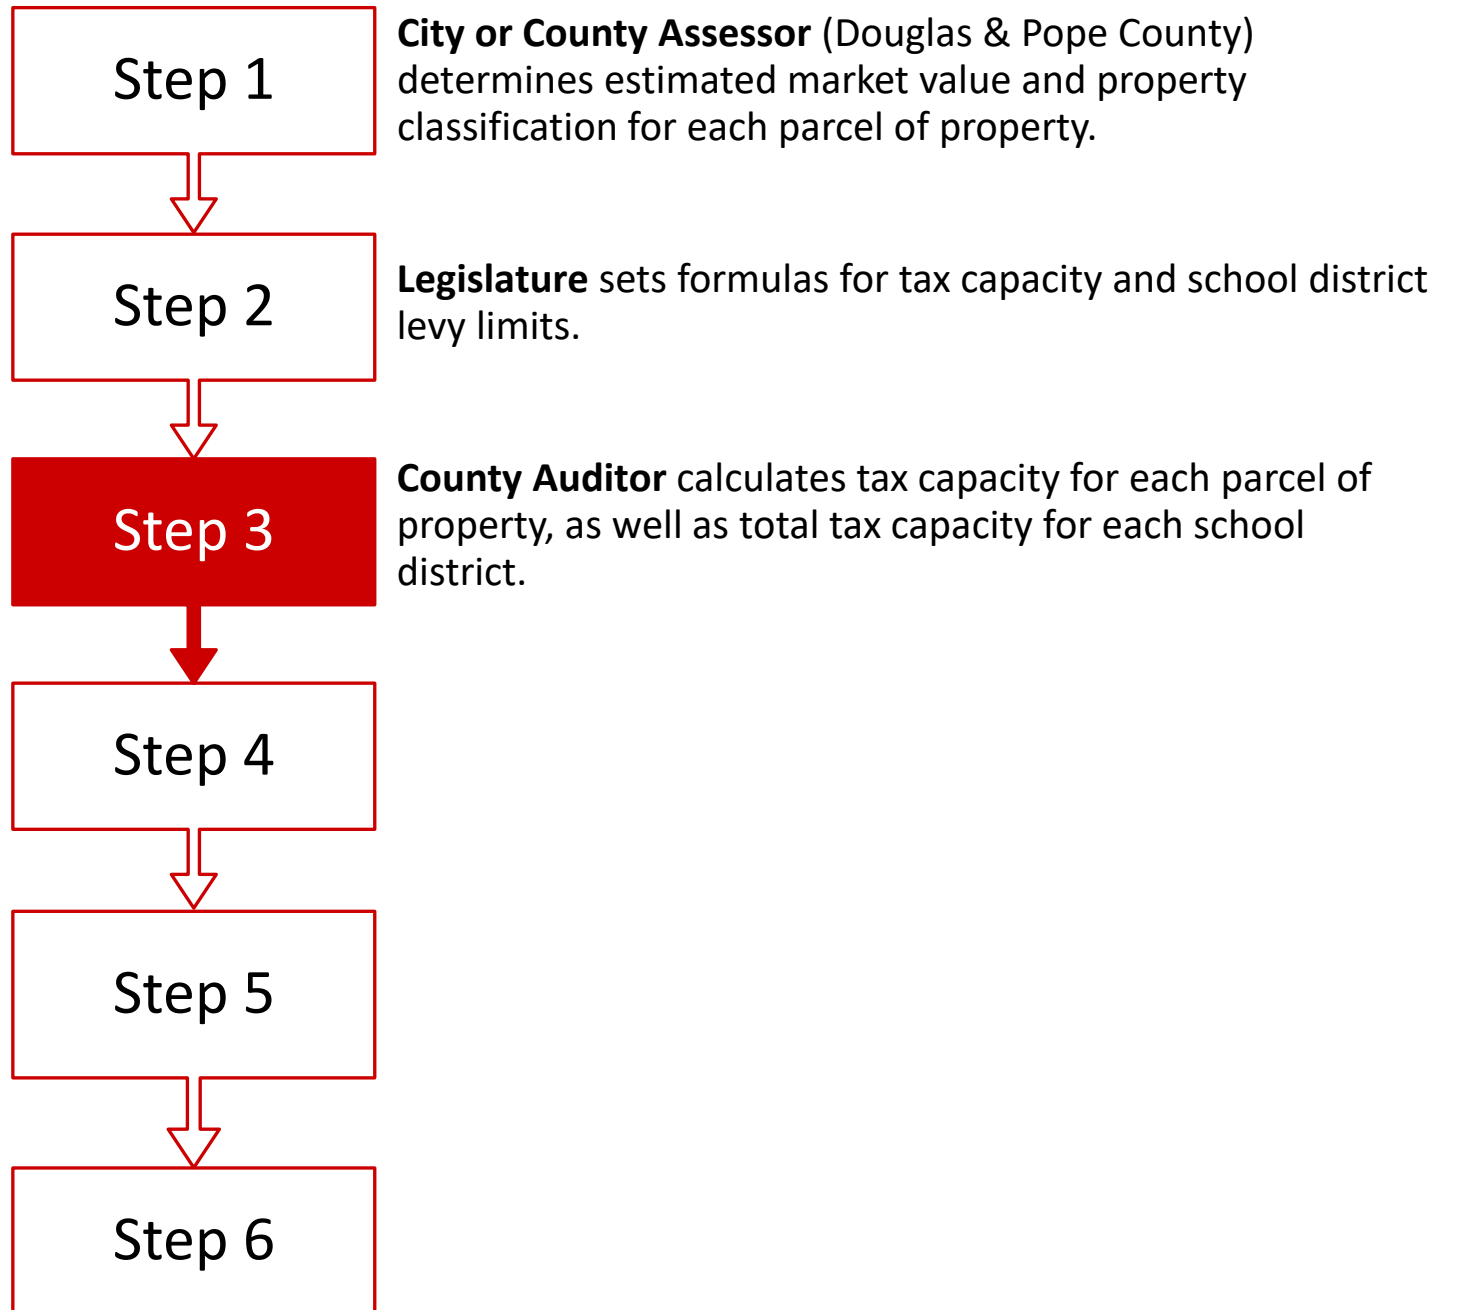 Step 1
City or County Assessor (Douglas & Pope County)
determines estimated market value and property
classification for each parcel of property.
Step 2
Legislature sets formulas for tax capacity and school district
levy limits.
Step 3
County Auditor calculates tax capacity for each parcel of
property, as well as total tax capacity for each school
district.
Step 4
Step 5
Step 6